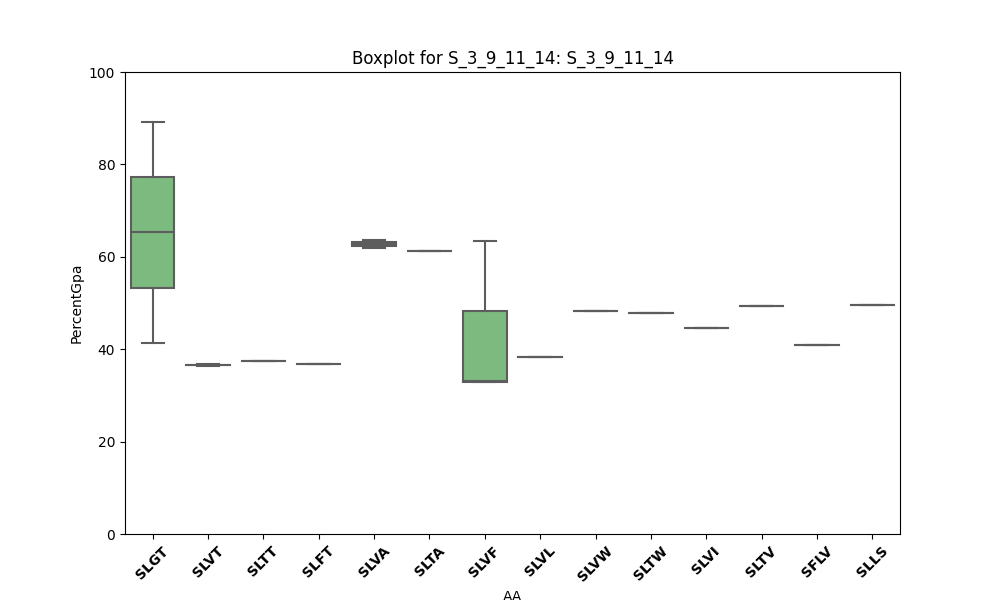 Boxplot for S_3_9_11_14: S_3_9_11_14
100
80
60
40
20
0
PercentGpa
SLGT SLVT SLTT SLFT SLVA SLTA SLVF SLVL SLVW SLTW SLVI SLTV SFLV SLLS
AA